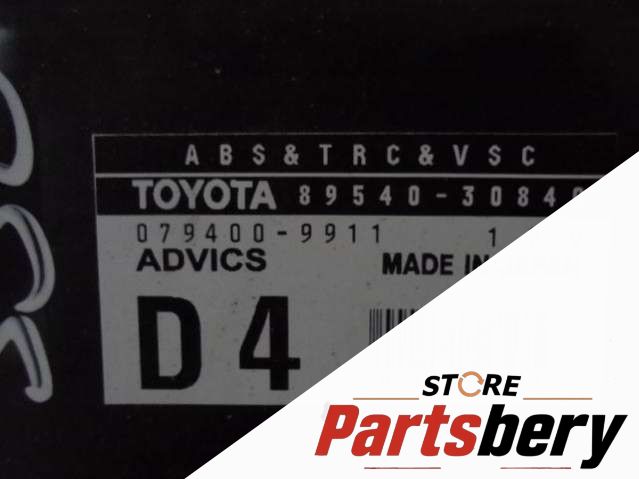 ABS&TRC&VSC
TOYOTA 89540-3084
079400-9911 1
ADVICS MADE IN
D4
STORE
Partsbery